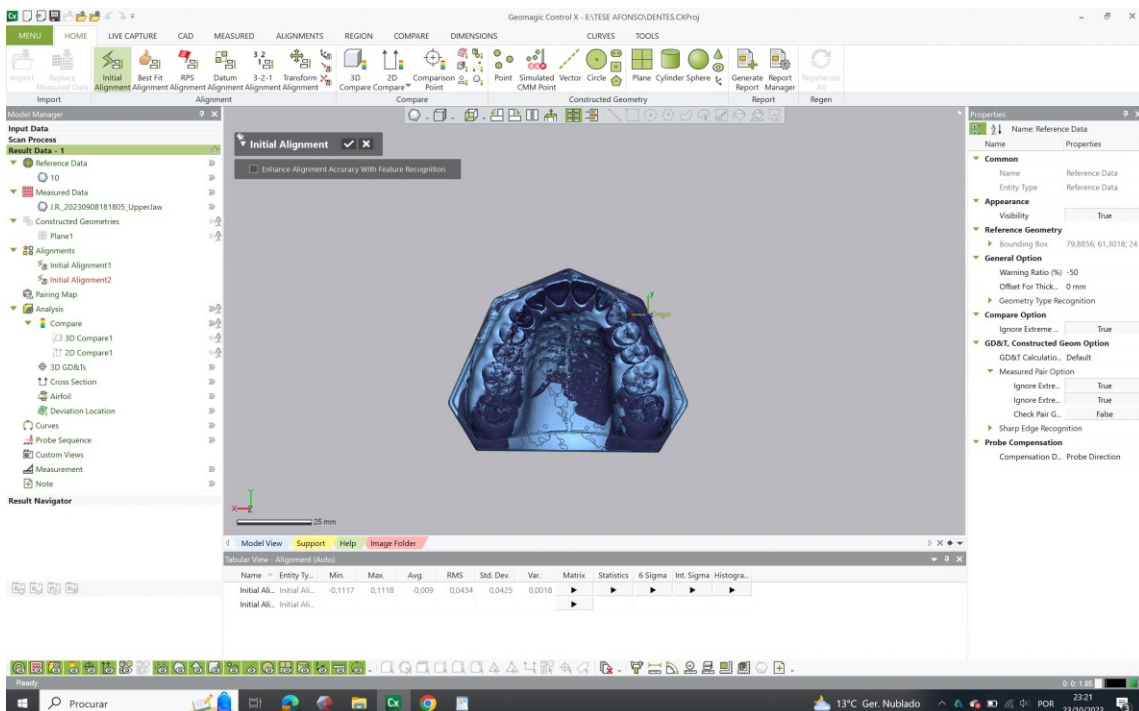 Geomagic Control X - E:\TESE AFONSO\DENTES.CXProj
MENU HOME LIVE CAPTURE CAD MEASURED ALIGNMENTS REGION COMPARE DIMENSIONS CURVES TOOLS
Import Replace Measured Data
Initial Alignment
Best Fit Alignment
RPS Alignment
Datum Alignment
3-2-1 Alignment
Transform Alignment
3D Compare
2D Compare
Comparison Point
Point
Simulated CMM Point
Vector
Circle
Plane
Cylinder
Sphere
Generate Report
Report Manager
Regenerate All
Import Alignment Compare Constructed Geometry Report Regen
Model Manager
Input Data
Scan Process
Result Data - 1
Reference Data
10
Measured Data
J.R._20230908181805_UpperJaw
Constructed Geometries
Plane1
Alignments
Initial Alignment1
Initial Alignment2
Pairing Map
Analysis
Compare
3D Compare1
2D Compare1
3D GD&Ts
Cross Section
Airfoil
Deviation Location
Curves
Probe Sequence
Custom Views
Measurement
Note
Result Navigator
Initial Alignment
Enhance Alignment Accuracy With Feature Recognition
Y
Origin
Y
X
Z
25 mm
Model View Support Help Image Folder
Tabular View - Alignment (Auto)
Name Entity Ty... Min. Max. Avg. RMS Std. Dev. Var. Matrix Statistics 6 Sigma Int. Sigma Histogra...
Initial Ali... Initial Ali... -0,1117 0,1118 -0,009 0,0434 0,0425 0,0018
Initial Ali... Initial Ali...
Properties
Name: Reference Data
Name Properties
Common
Name Reference Data
Entity Type Reference Data
Appearance
Visibility True
Reference Geometry
Bounding Box 79,8856; 61,3018; 24,
General Option
Warning Ratio (%) -50
Offset For Thick... 0 mm
Geometry Type Recognition
Compare Option
Ignore Extreme ... True
GD&T, Constructed Geom Option
GD&T Calculatio... Default
Measured Pair Option
Ignore Extre... True
Ignore Extre... True
Check Pair G... False
Sharp Edge Recognition
Probe Compensation
Compensation D... Probe Direction
Ready
0: 0: 1.85
Procurar
13°C Ger. Nublado
POR
23:21
23/10/2023